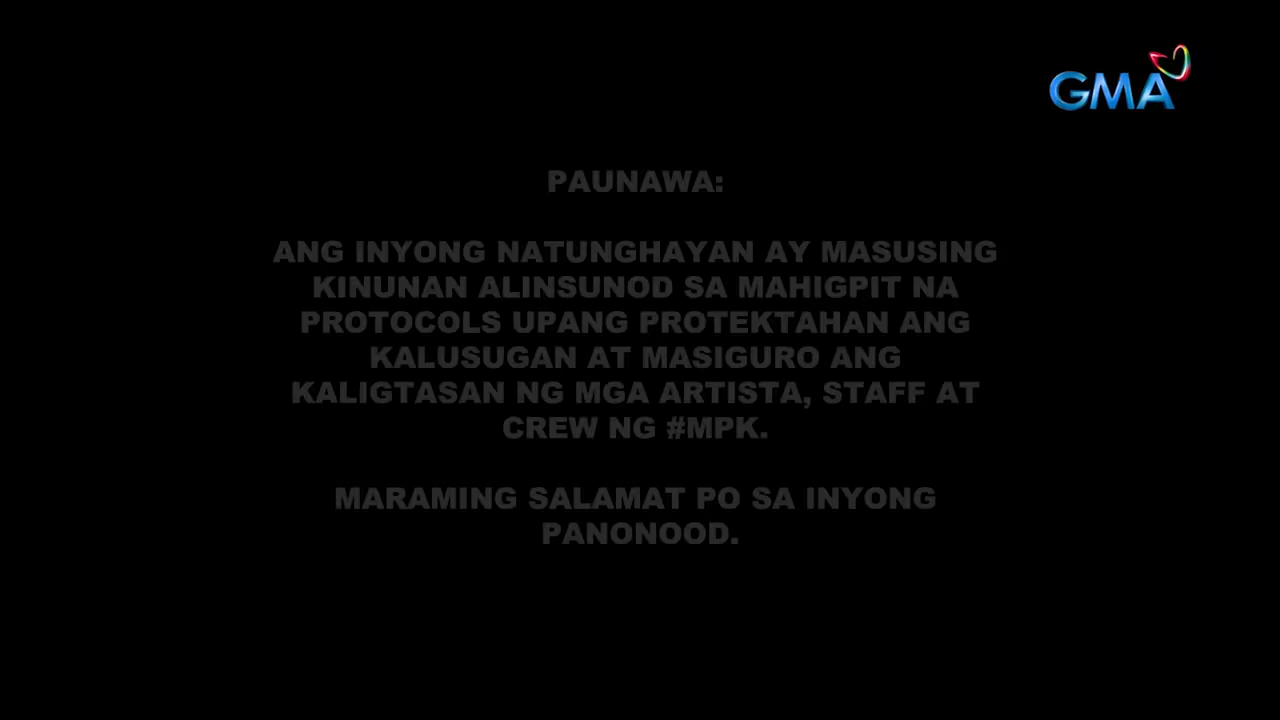 GMA
PAUNAWA:
ANG INYONG NATUNGHAYAN AY MASUSING
KINUNAN ALINSUNOD SA MAHIGPIT NA
PROTOCOLS UPANG PROTEKTAHAN ANG
KALUSUGAN AT MASIGURO ANG
KALIGTASAN NG MGA ARTISTA, STAFF AT
CREW NG #MPK.
MARAMING SALAMAT PO SA INYONG
PANONOOD.